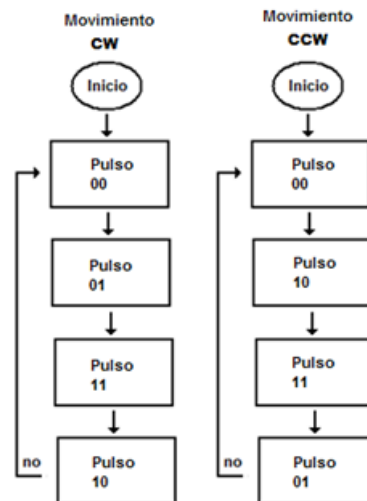 Movimiento
CW
Inicio
Pulso
00
Pulso
01
Pulso
11
no
Pulso
10
Movimiento
CCW
Inicio
Pulso
00
Pulso
10
Pulso
11
no
Pulso
01